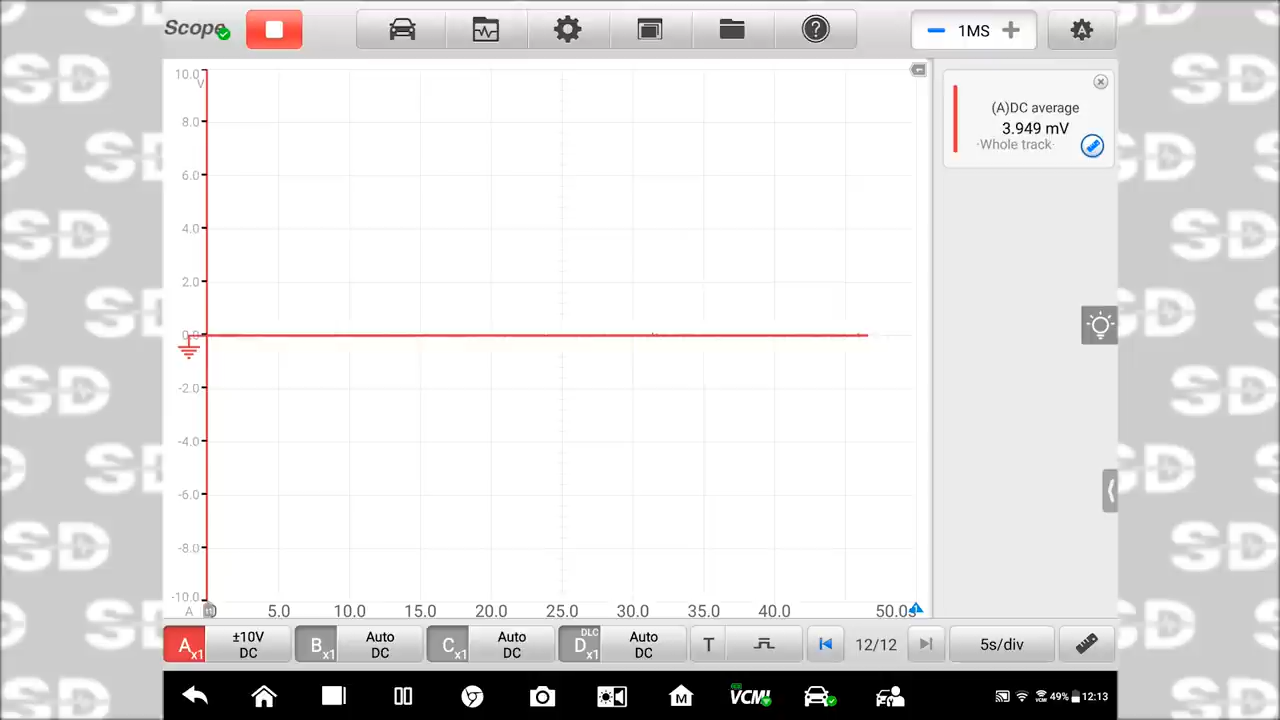 Scope
1MS
10.0
V
8.0
6.0
4.0
2.0
0.0
-2.0
-4.0
-6.0
-8.0
-10.0
A
0
5.0
10.0
15.0
20.0
25.0
30.0
35.0
40.0
50.0s
(A)DC average
3.949 mV
·Whole track·
A x1
±10V
DC
B x1
Auto
DC
C x1
Auto
DC
DLC
D x1
Auto
DC
T
12/12
5s/div
M
VCMI
VCMI
49%
12:13
SD